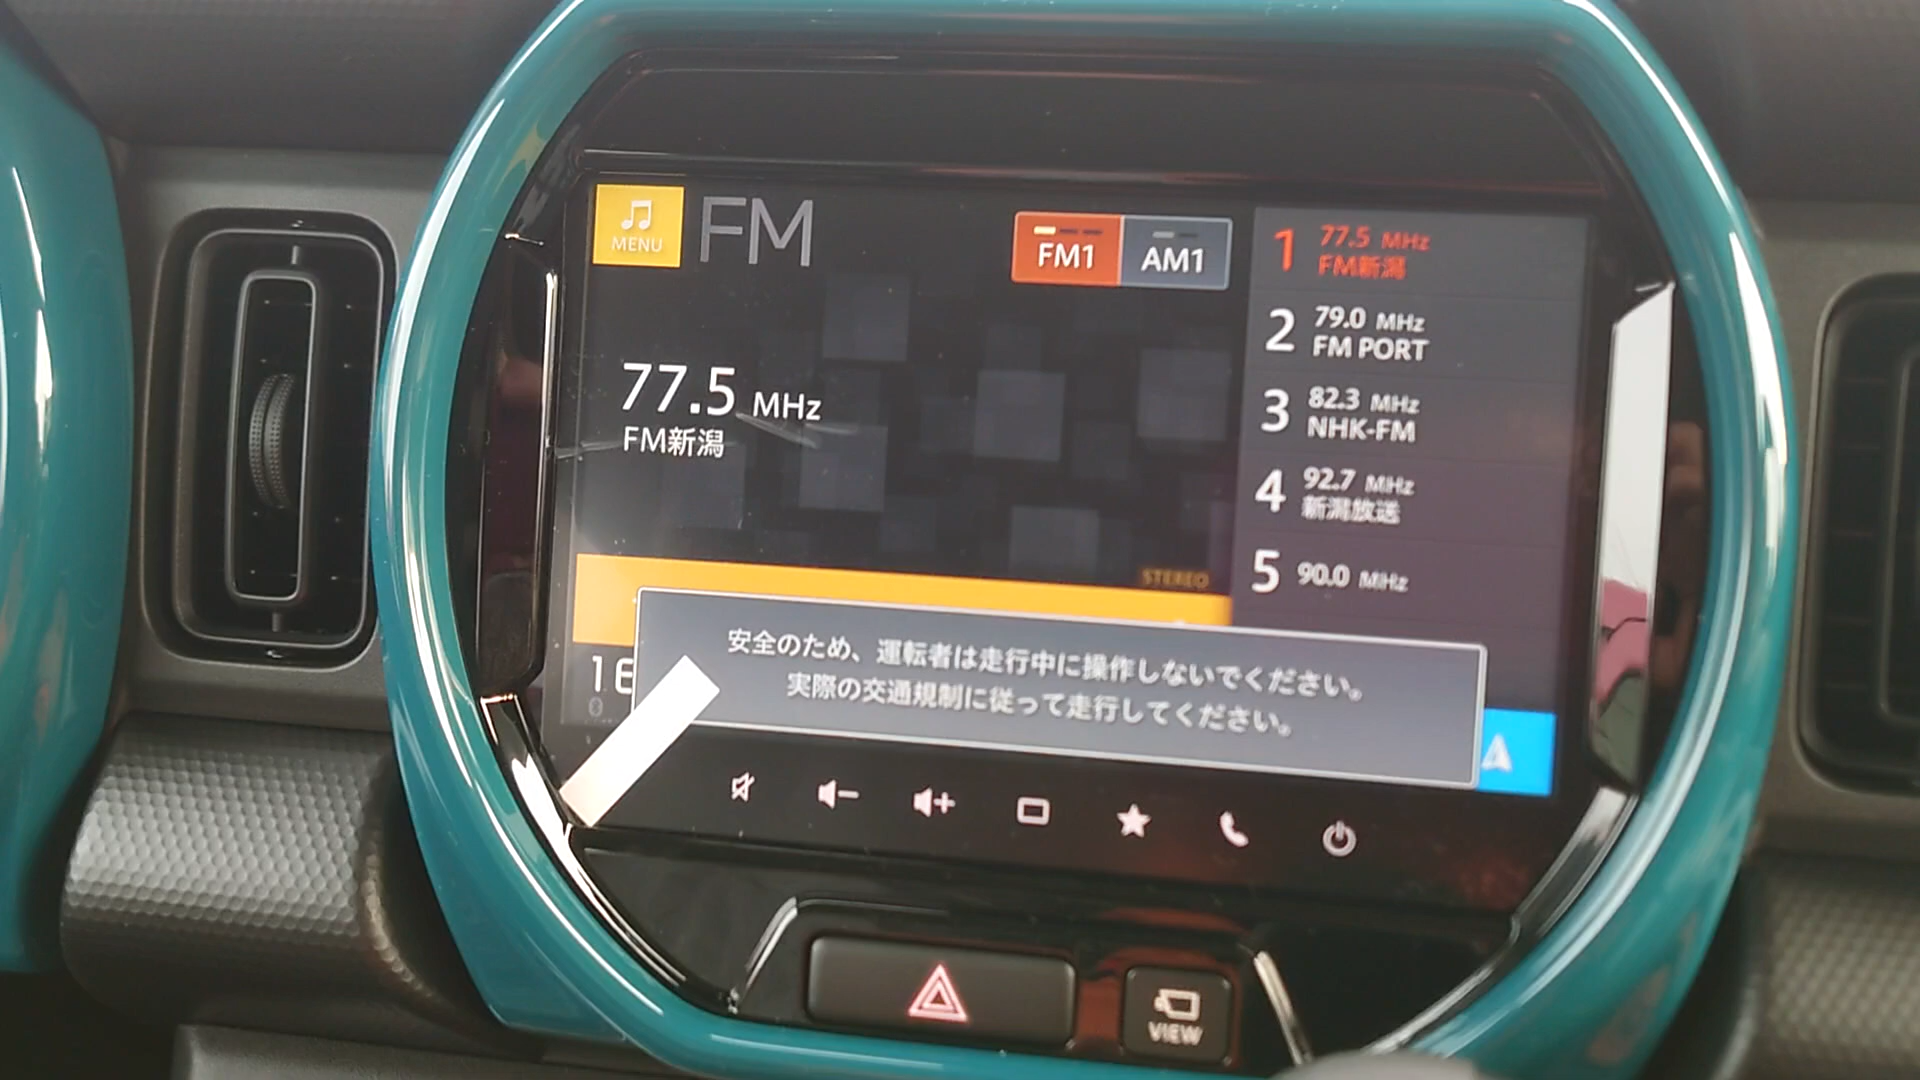 MENU
FM
FM1
AM1
77.5 MHz
FM新潟
STEREO
1
77.5 MHz
FM新潟
2
79.0 MHz
FM PORT
3
82.3 MHz
NHK-FM
4
92.7 MHz
新潟放送
5
90.0 MHz
安全のため、運転者は走行中に操作しないでください。
実際の交通規制に従って走行してください。
VIEW